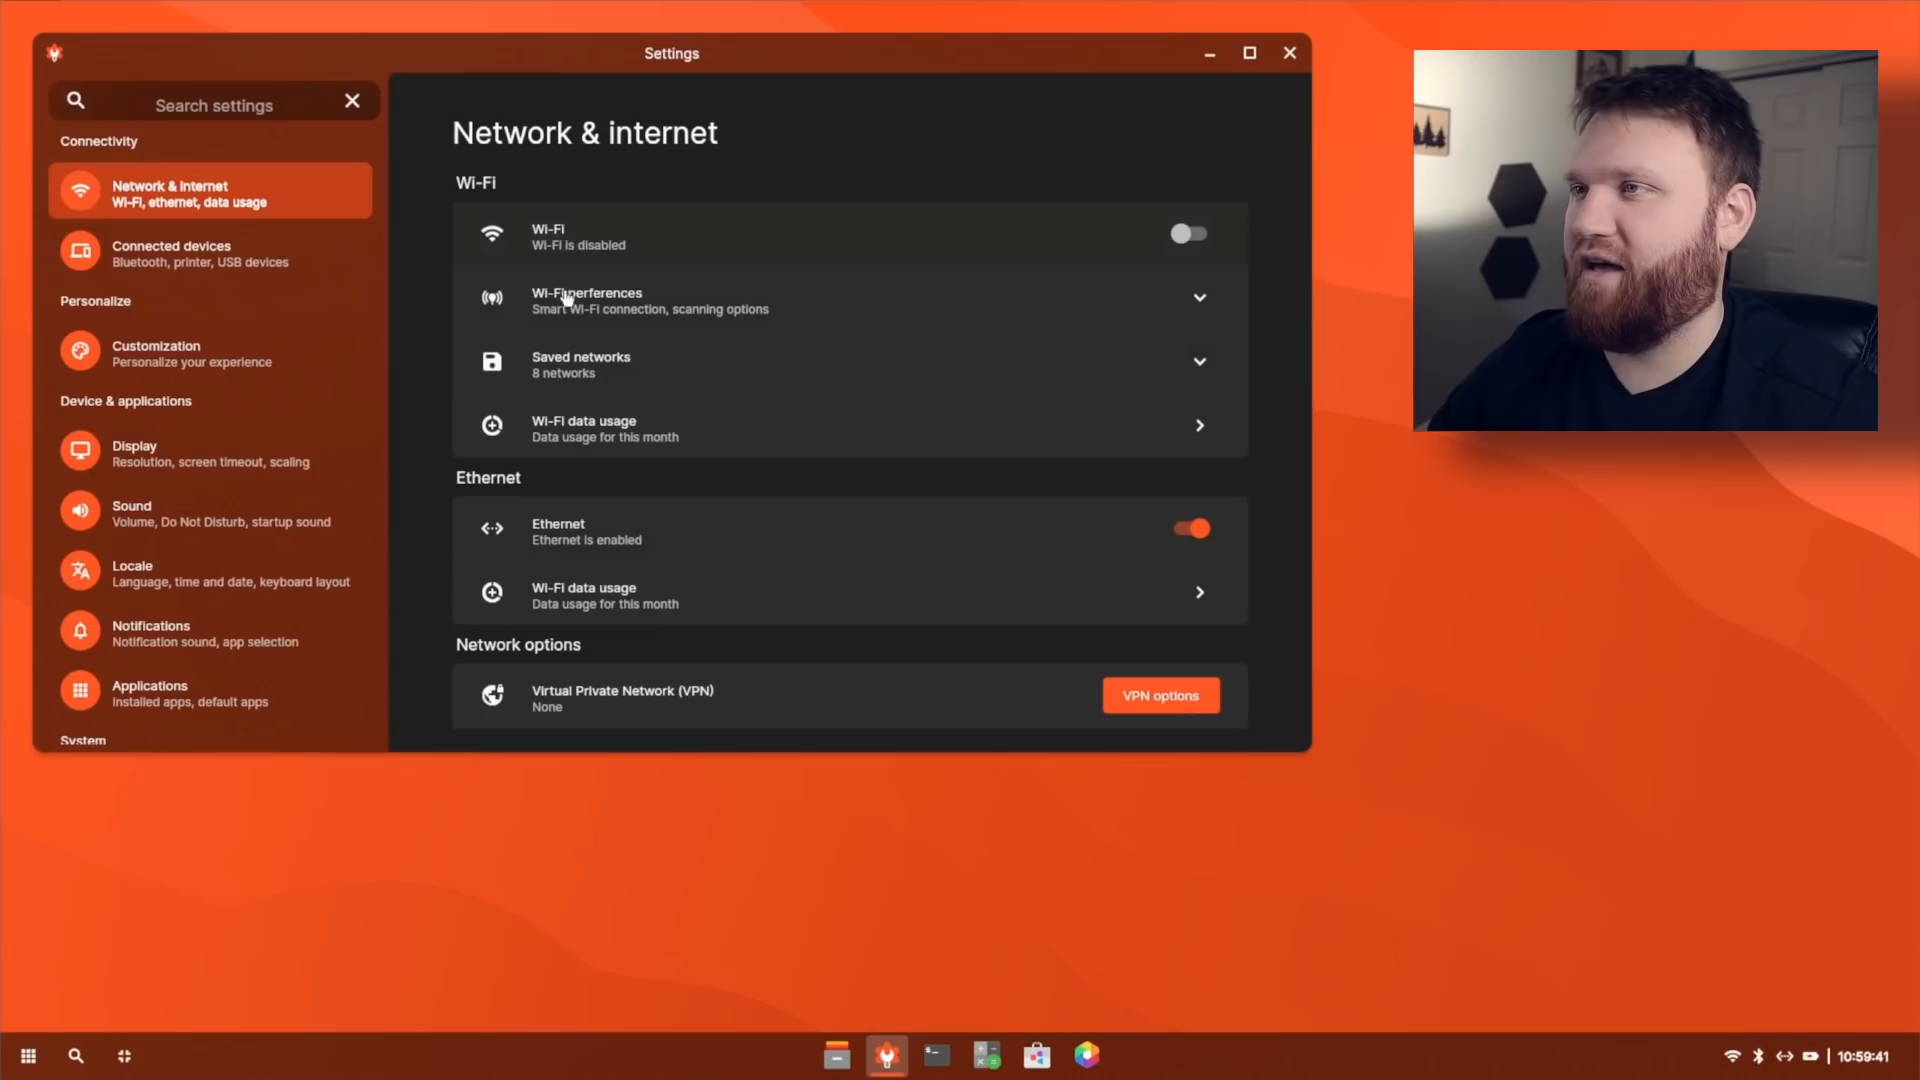 Settings
Search settings
Connectivity
Network & internet
Wi-Fi, ethernet, data usage
Connected devices
Bluetooth, printer, USB devices
Personalize
Customization
Personalize your experience
Device & applications
Display
Resolution, screen timeout, scaling
Sound
Volume, Do Not Disturb, startup sound
Locale
Language, time and date, keyboard layout
Notifications
Notification sound, app selection
Applications
Installed apps, default apps
System
Network & internet
Wi-Fi
Wi-Fi
Wi-Fi is disabled
Wi-Fi perferences
Smart Wi-Fi connection, scanning options
Saved networks
8 networks
Wi-Fi data usage
Data usage for this month
Ethernet
Ethernet
Ethernet is enabled
Wi-Fi data usage
Data usage for this month
Network options
Virtual Private Network (VPN)
None
VPN options
10:59:41